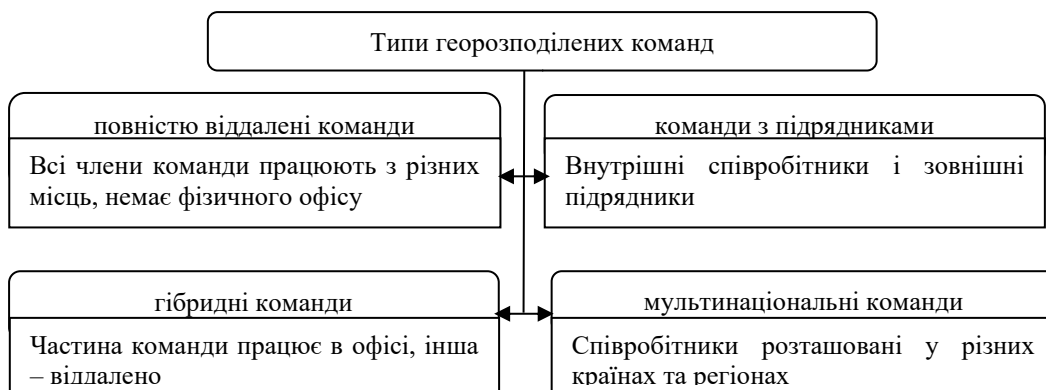 Типи георозподілених команд
повністю віддалені команди
Всі члени команди працюють з різних
місць, немає фізичного офісу
команди з підрядниками
Внутрішні співробітники і зовнішні
підрядники
гібридні команди
Частина команди працює в офісі, інша
– віддалено
мультинаціональні команди
Співробітники розташовані у різних
країнах та регіонах